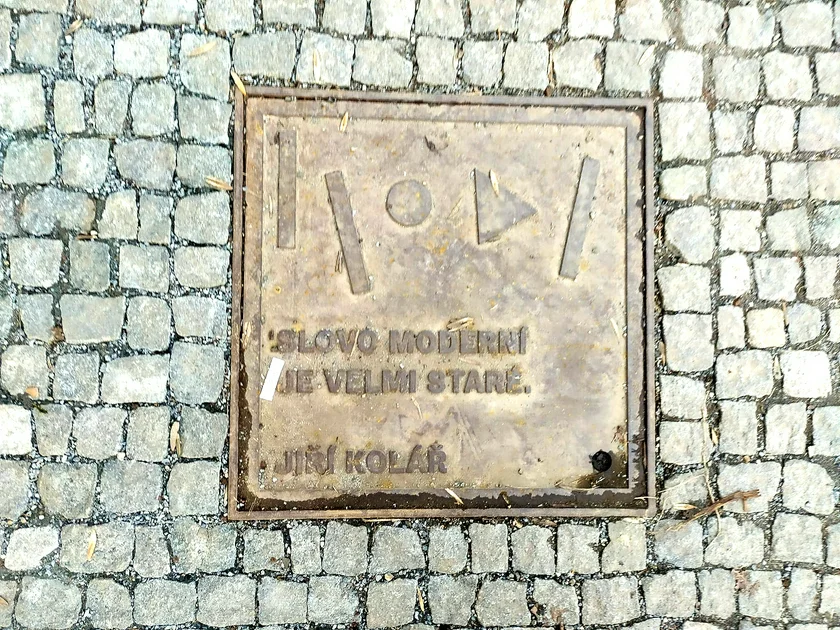 SLOVO MODERNÍ
JE VELMI STARÉ.
JIŘÍ KOLÁŘ